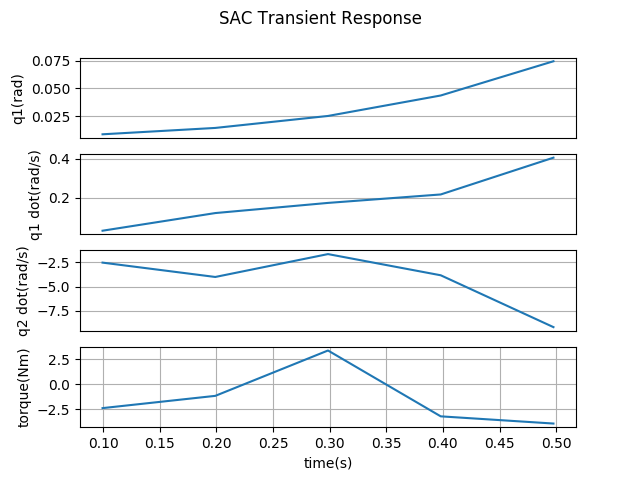 SAC Transient Response
q1(rad)
0.075
0.050
0.025
q1 dot(rad/s)
0.4
0.2
q2 dot(rad/s)
−2.5
−5.0
−7.5
torque(Nm)
2.5
0.0
−2.5
0.10 0.15 0.20 0.25 0.30 0.35 0.40 0.45 0.50
time(s)